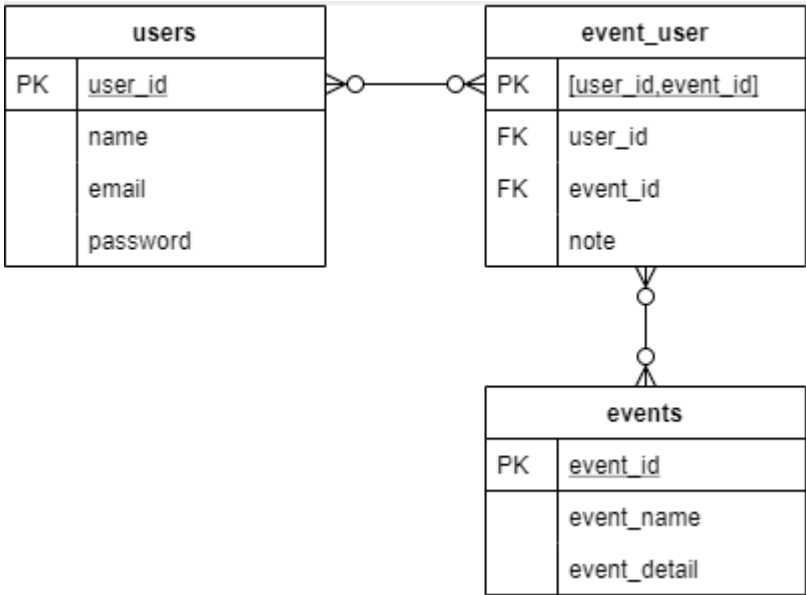 users
PK user_id
name
email
password
event_user
PK [user_id,event_id]
FK user_id
FK event_id
note
events
PK event_id
event_name
event_detail